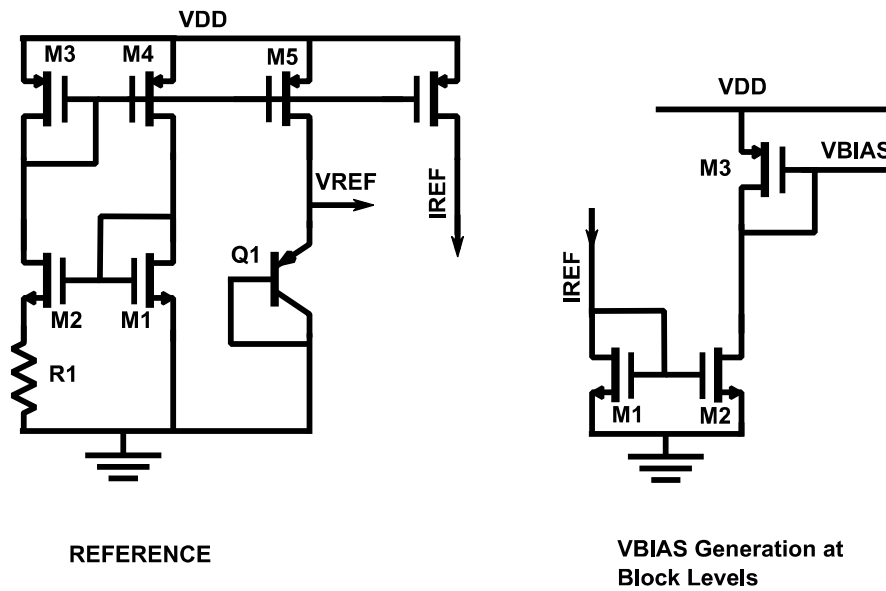 VDD
M3
M4
M5
VREF
IREF
Q1
M2
M1
R1
REFERENCE
VDD
M3
VBIAS
IREF
M1
M2
VBIAS Generation at
Block Levels